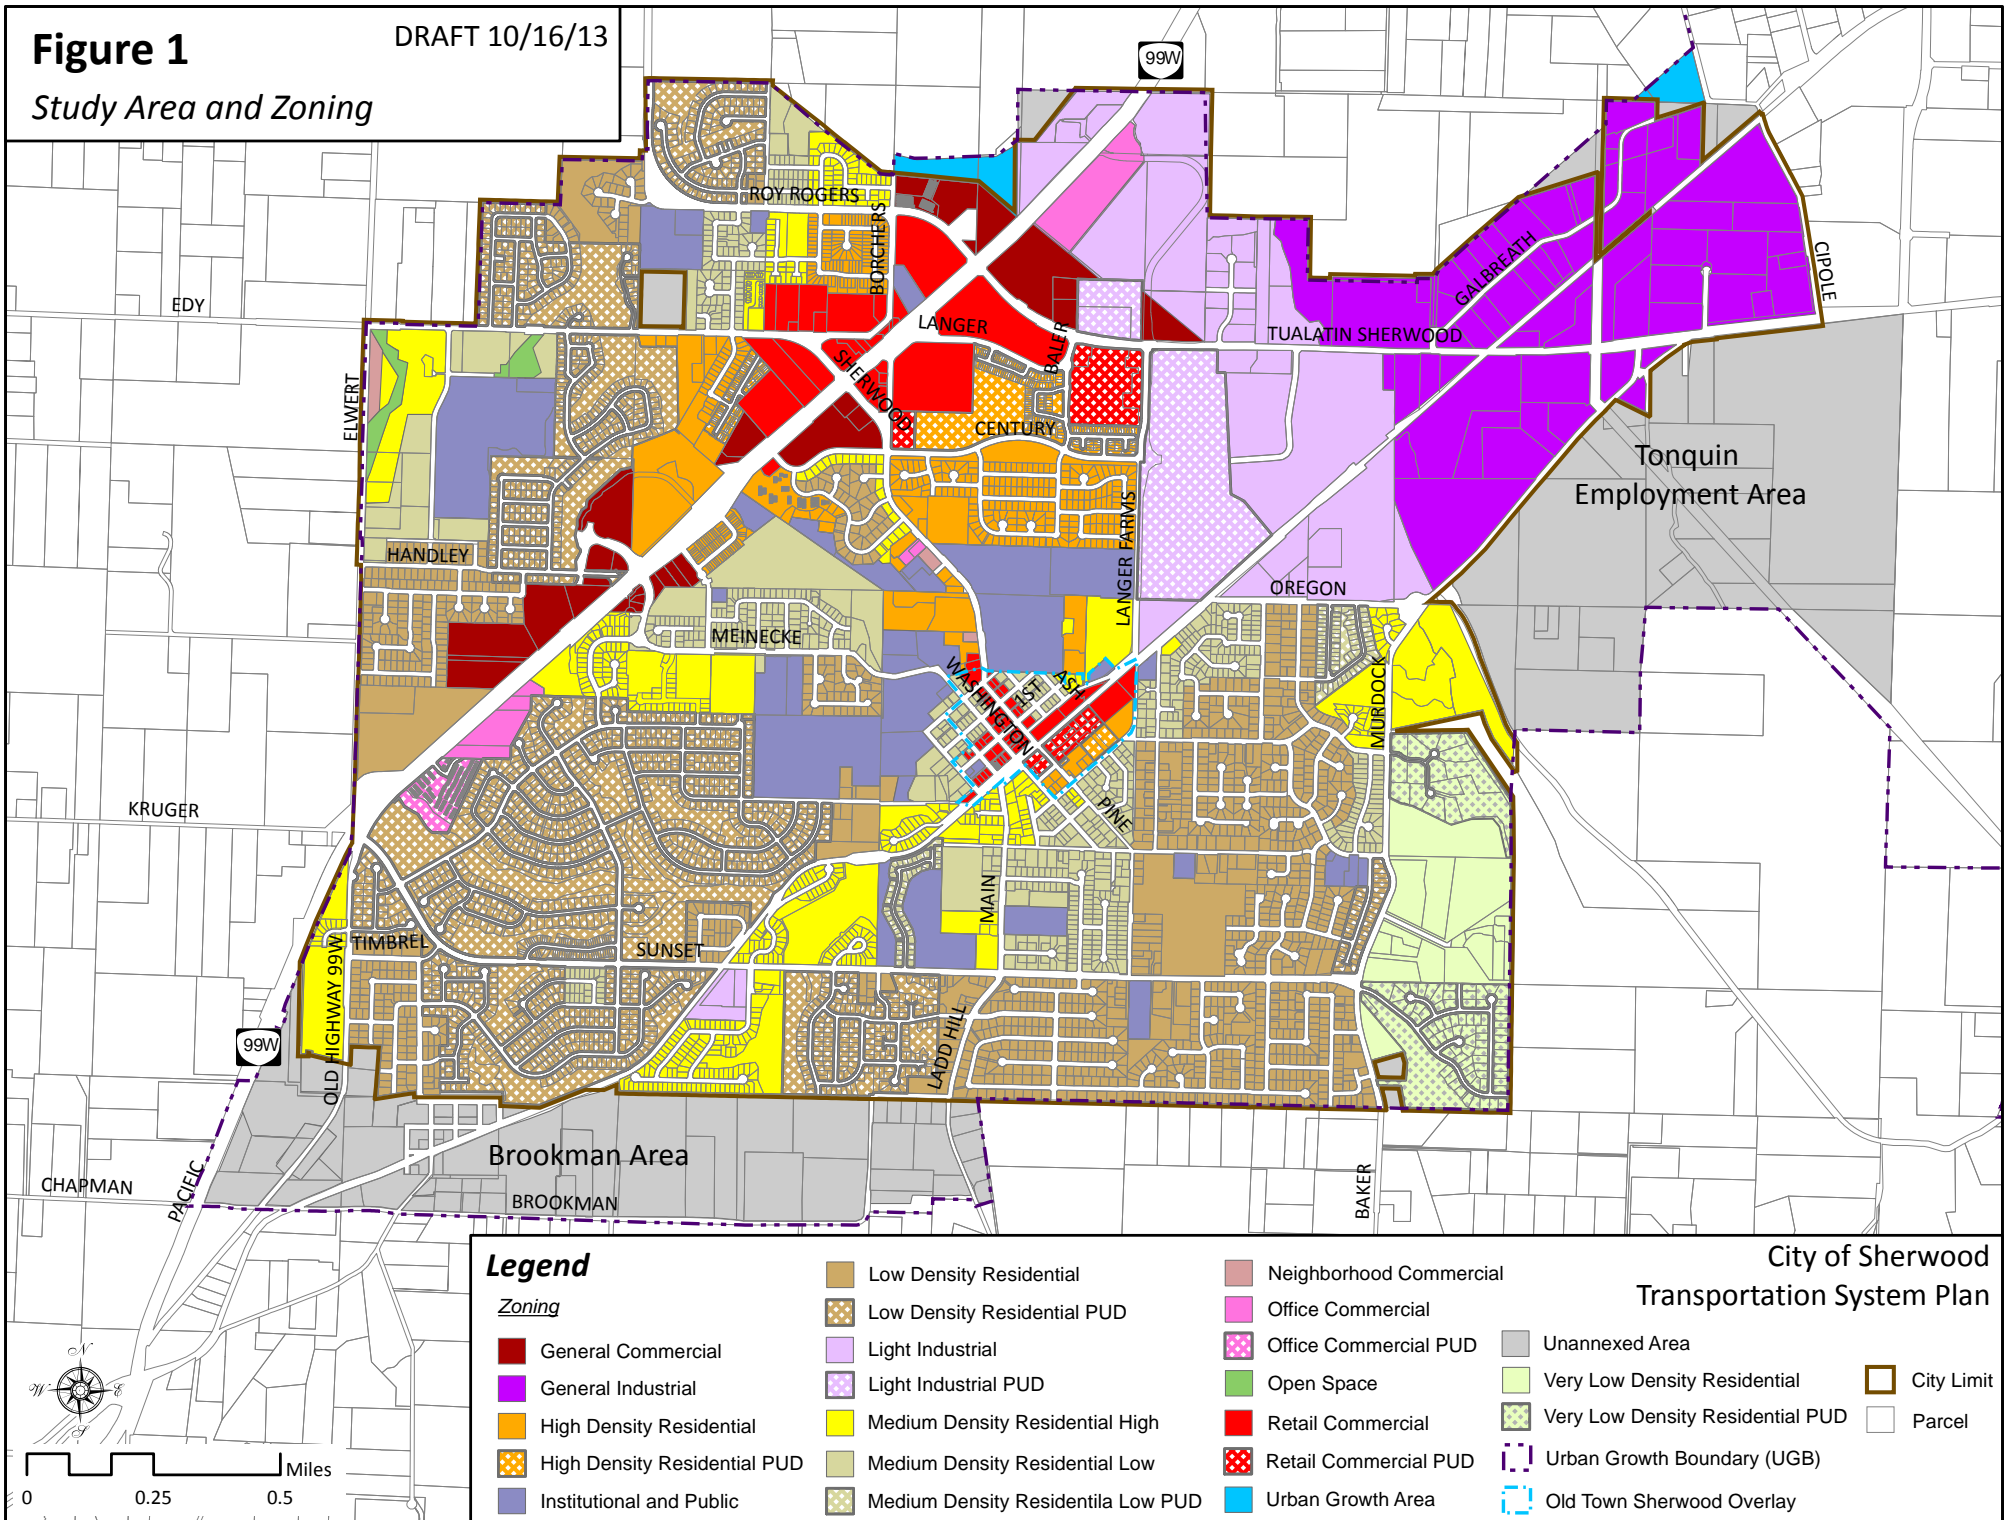 Figure 1
DRAFT 10/16/13
Study Area and Zoning
99W
ROY ROGERS
BORCHERS
EDY
LANGER
BALER
SHERWOOD
CENTURY
ELWERT
TUALATIN SHERWOOD
GALBREATH
CIPOLE
Tonquin
Employment Area
HANDLEY
LANGER FARMS
OREGON
MEINECKE
WASHINGTON
1ST
ASH
MURDOCK
PINE
KRUGER
MAIN
TIMBREL
SUNSET
OLD HIGHWAY 99W
99W
LADD HILL
Brookman Area
BROOKMAN
CHAPMAN
PACIFIC
BAKER
Legend
Zoning
General Commercial
General Industrial
High Density Residential
High Density Residential PUD
Institutional and Public
Low Density Residential
Low Density Residential PUD
Light Industrial
Light Industrial PUD
Medium Density Residential High
Medium Density Residential Low
Medium Density Residentila Low PUD
Neighborhood Commercial
Office Commercial
Office Commercial PUD
Open Space
Retail Commercial
Retail Commercial PUD
Urban Growth Area
Unannexed Area
Very Low Density Residential
Very Low Density Residential PUD
Urban Growth Boundary (UGB)
Old Town Sherwood Overlay
City Limit
Parcel
City of Sherwood
Transportation System Plan
N
W
E
S
Miles
0 0.25 0.5